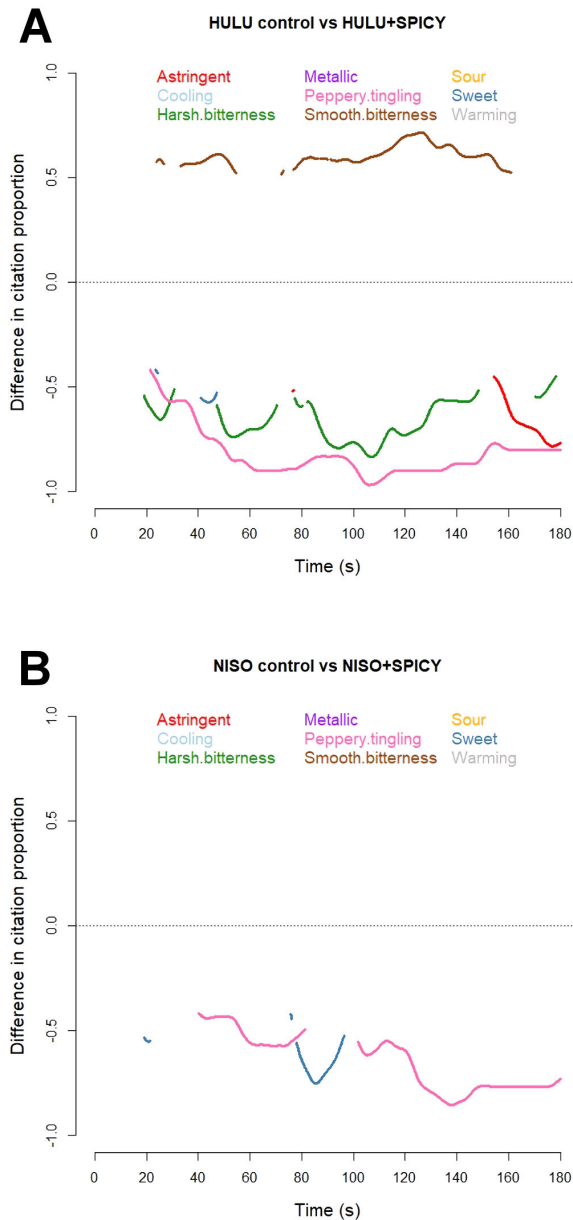 A
HULU control vs HULU+SPICY
1.0
Astringent Metallic Sour
Cooling Peppery.tingling Sweet
Harsh.bitterness Smooth.bitterness Warming
0.5
Difference in citation proportion
0.0
-0.5
-1.0
0 20 40 60 80 100 120 140 160 180
Time (s)
B
NISO control vs NISO+SPICY
1.0
Astringent Metallic Sour
Cooling Peppery.tingling Sweet
Harsh.bitterness Smooth.bitterness Warming
0.5
Difference in citation proportion
0.0
-0.5
-1.0
0 20 40 60 80 100 120 140 160 180
Time (s)